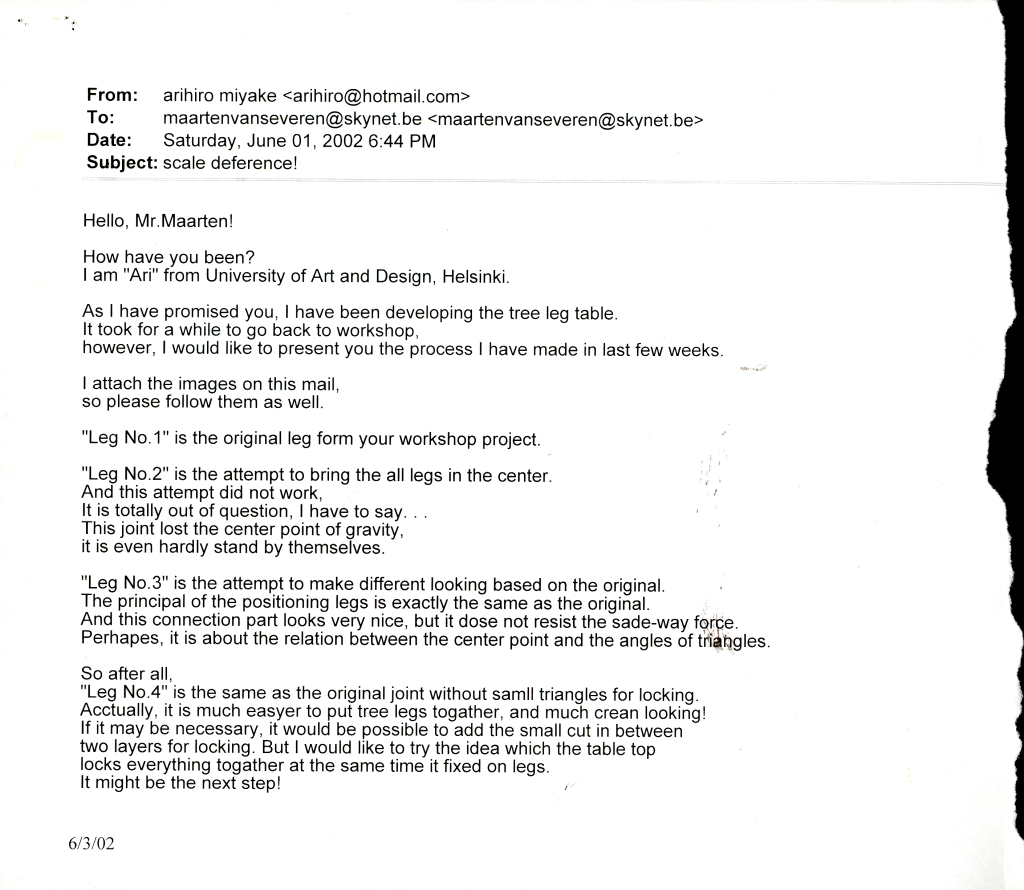 From: arihiro miyake <arihiro@hotmail.com>
To: maartenvanseveren@skynet.be <maartenvanseveren@skynet.be>
Date: Saturday, June 01, 2002 6:44 PM
Subject: scale deference!
Hello, Mr.Maarten!
How have you been?
I am "Ari" from University of Art and Design, Helsinki.
As I have promised you, I have been developing the tree leg table.
It took for a while to go back to workshop,
however, I would like to present you the process I have made in last few weeks.
I attach the images on this mail,
so please follow them as well.
"Leg No.1" is the original leg form your workshop project.
"Leg No.2" is the attempt to bring the all legs in the center.
And this attempt did not work,
It is totally out of question, I have to say. . .
This joint lost the center point of gravity,
it is even hardly stand by themselves.
"Leg No.3" is the attempt to make different looking based on the original.
The principal of the positioning legs is exactly the same as the original.
And this connection part looks very nice, but it dose not resist the sade-way force.
Perhapes, it is about the relation between the center point and the angles of triangles.
So after all,
"Leg No.4" is the same as the original joint without samll triangles for locking.
Acctually, it is much easyer to put tree legs togather, and much crean looking!
If it may be necessary, it would be possible to add the small cut in between
two layers for locking. But I would like to try the idea which the table top
locks everything togather at the same time it fixed on legs.
It might be the next step!
6/3/02